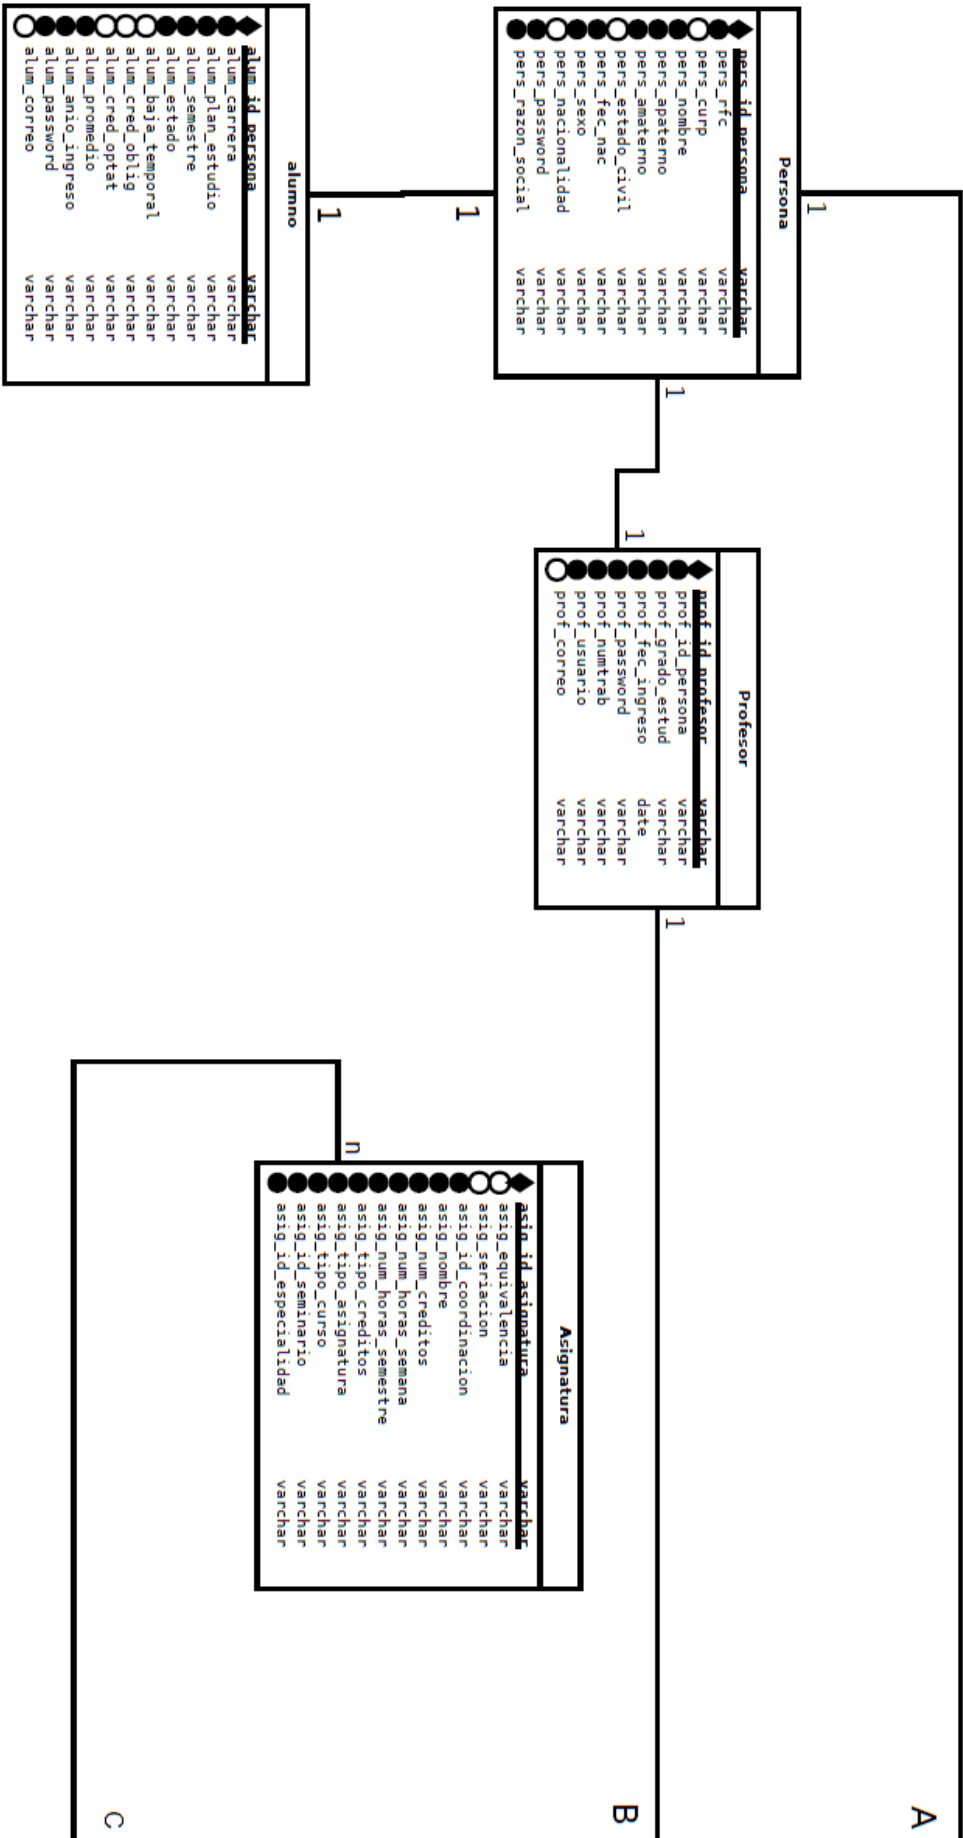 A
1
Persona
pers_id_persona varchar
pers_rfc varchar
pers_curp varchar
pers_nombre varchar
pers_apaterno varchar
pers_amaterno varchar
pers_estado_civil varchar
pers_fec_nac varchar
pers_sexo varchar
pers_nacionalidad varchar
pers_password varchar
pers_razon_social varchar
1
1
1
Profesor
prof_id_profesor varchar
prof_id_persona varchar
prof_grado_estud varchar
prof_fec_ingreso date
prof_password varchar
prof_numtrab varchar
prof_usuario varchar
prof_correo varchar
1
B
1
alumno
alum_id_persona varchar
alum_carrera varchar
alum_plan_estudio varchar
alum_semestre varchar
alum_estado varchar
alum_baja_temporal varchar
alum_cred_oblig varchar
alum_cred_optat varchar
alum_promedio varchar
alum_anio_ingreso varchar
alum_password varchar
alum_correo varchar
n
Asignatura
asig_id_asignatura varchar
asig_equivalencia varchar
asig_seriacion varchar
asig_id_coordinacion varchar
asig_nombre varchar
asig_num_creditos varchar
asig_num_horas_semana varchar
asig_num_horas_semestre varchar
asig_tipo_creditos varchar
asig_tipo_asignatura varchar
asig_tipo_curso varchar
asig_id_seminario varchar
asig_id_especialidad varchar
C